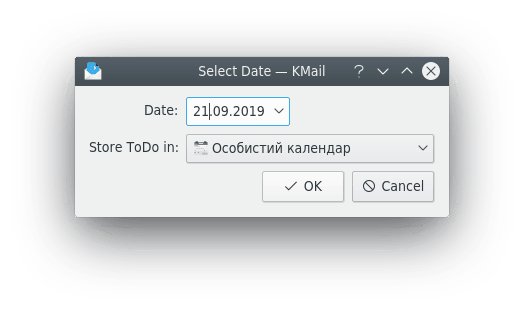 Select Date — KMail
Date: 21.09.2019
Store ToDo in: Особистий календар
OK Cancel